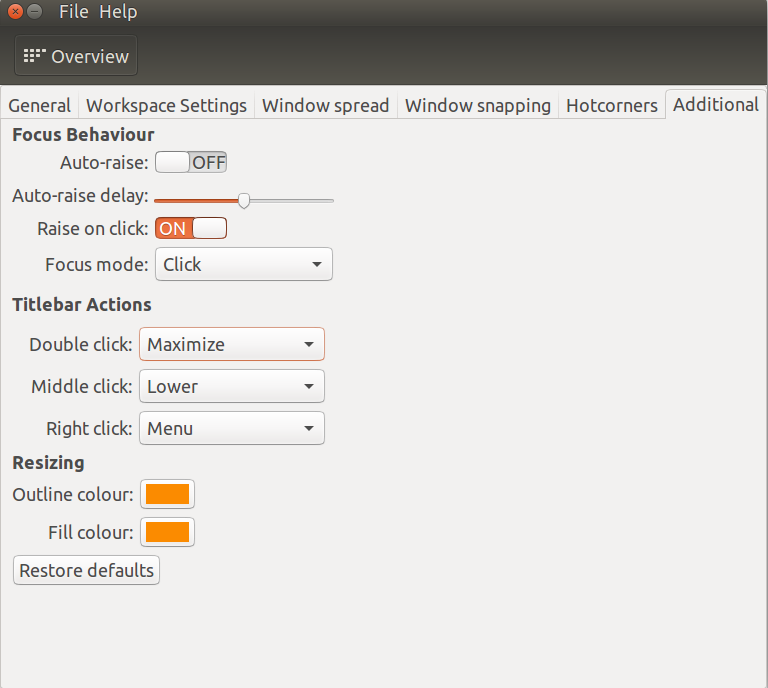 File Help
Overview
General Workspace Settings Window spread Window snapping Hotcorners Additional
Focus Behaviour
Auto-raise: OFF
Auto-raise delay:
Raise on click: ON
Focus mode: Click
Titlebar Actions
Double click: Maximize
Middle click: Lower
Right click: Menu
Resizing
Outline colour:
Fill colour:
Restore defaults